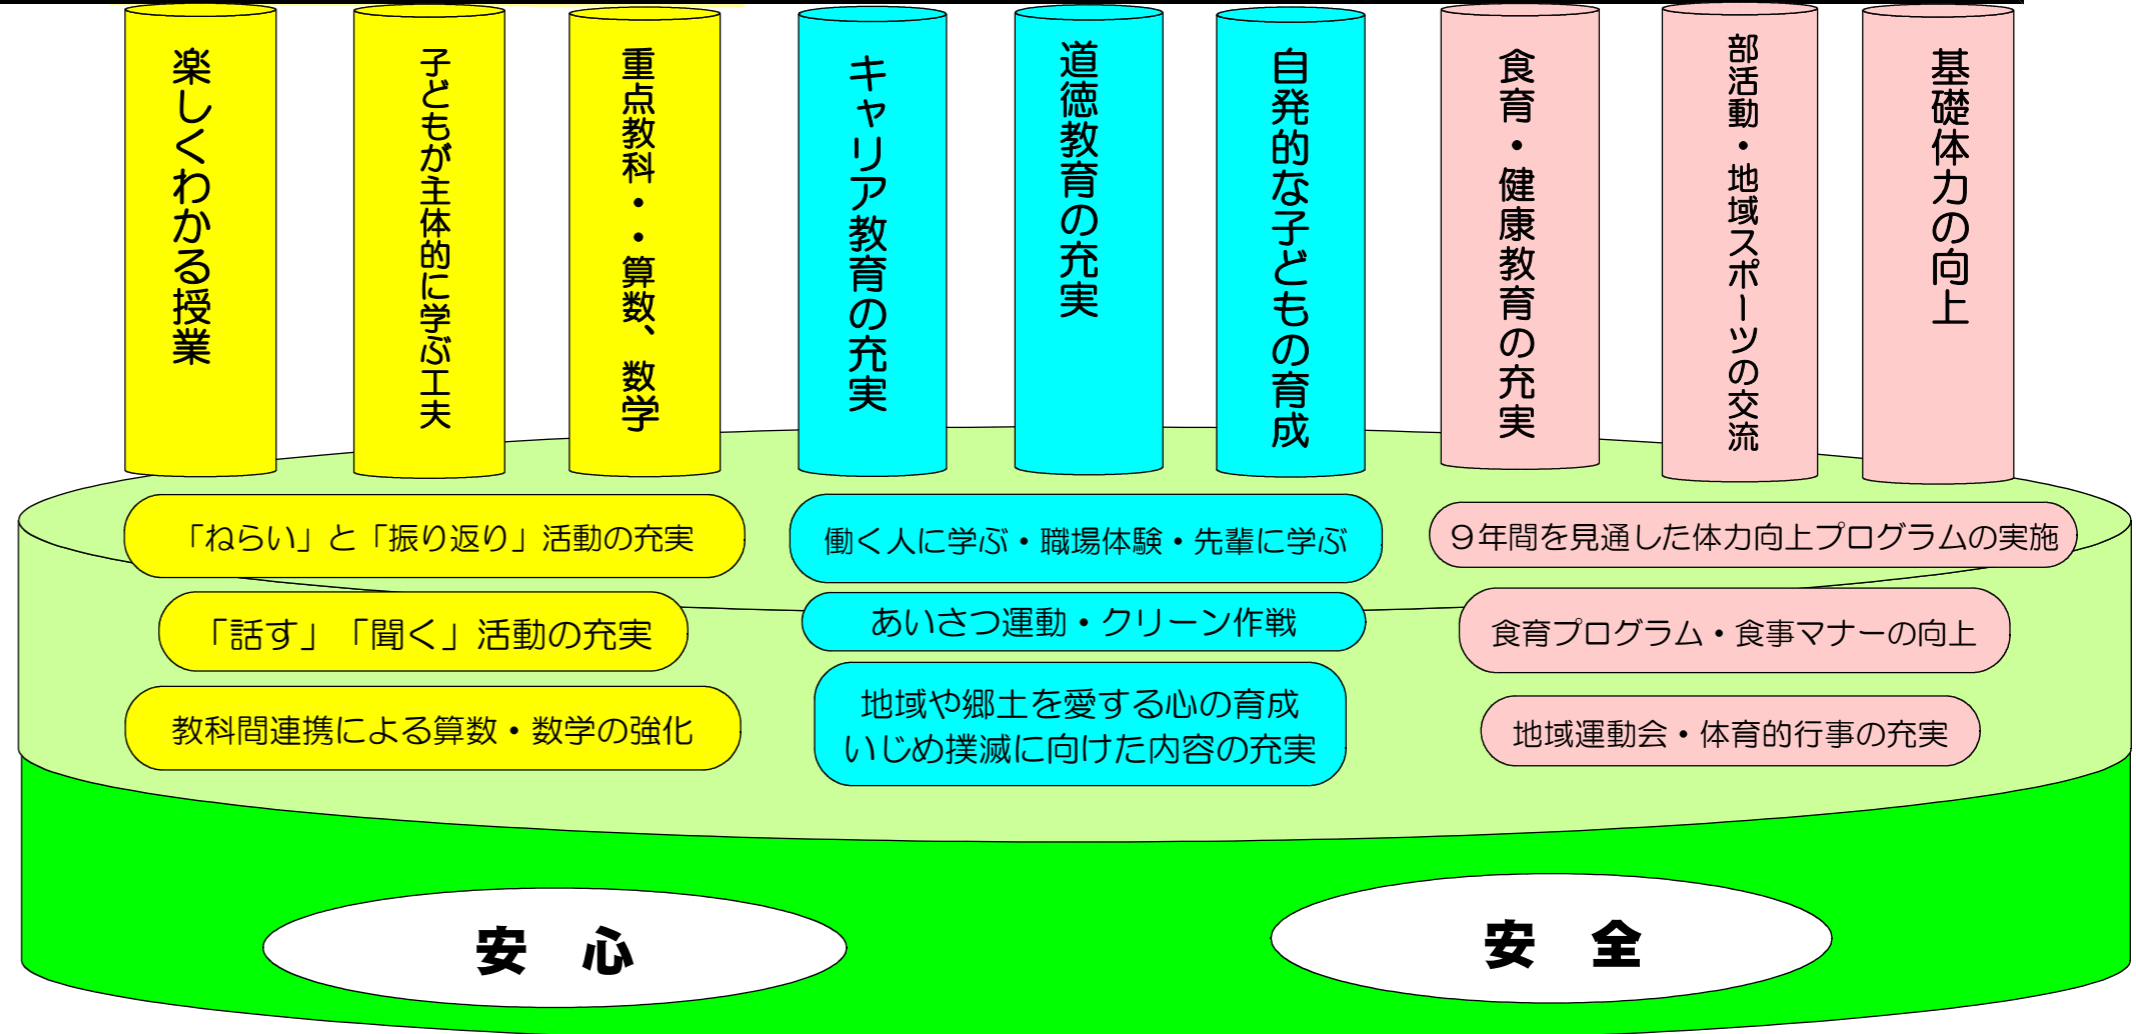 楽しくわかる授業
子どもが主体的に学ぶ工夫
重点教科・・算数、数学
キャリア教育の充実
道徳教育の充実
自発的な子どもの育成
食育・健康教育の充実
部活動・地域スポーツの交流
基礎体力の向上
「ねらい」と「振り返り」活動の充実
「話す」「聞く」活動の充実
教科間連携による算数・数学の強化
働く人に学ぶ・職場体験・先輩に学ぶ
あいさつ運動・クリーン作戦
地域や郷土を愛する心の育成
いじめ撲滅に向けた内容の充実
９年間を見通した体力向上プログラムの実施
食育プログラム・食事マナーの向上
地域運動会・体育的行事の充実
安　心
安　全